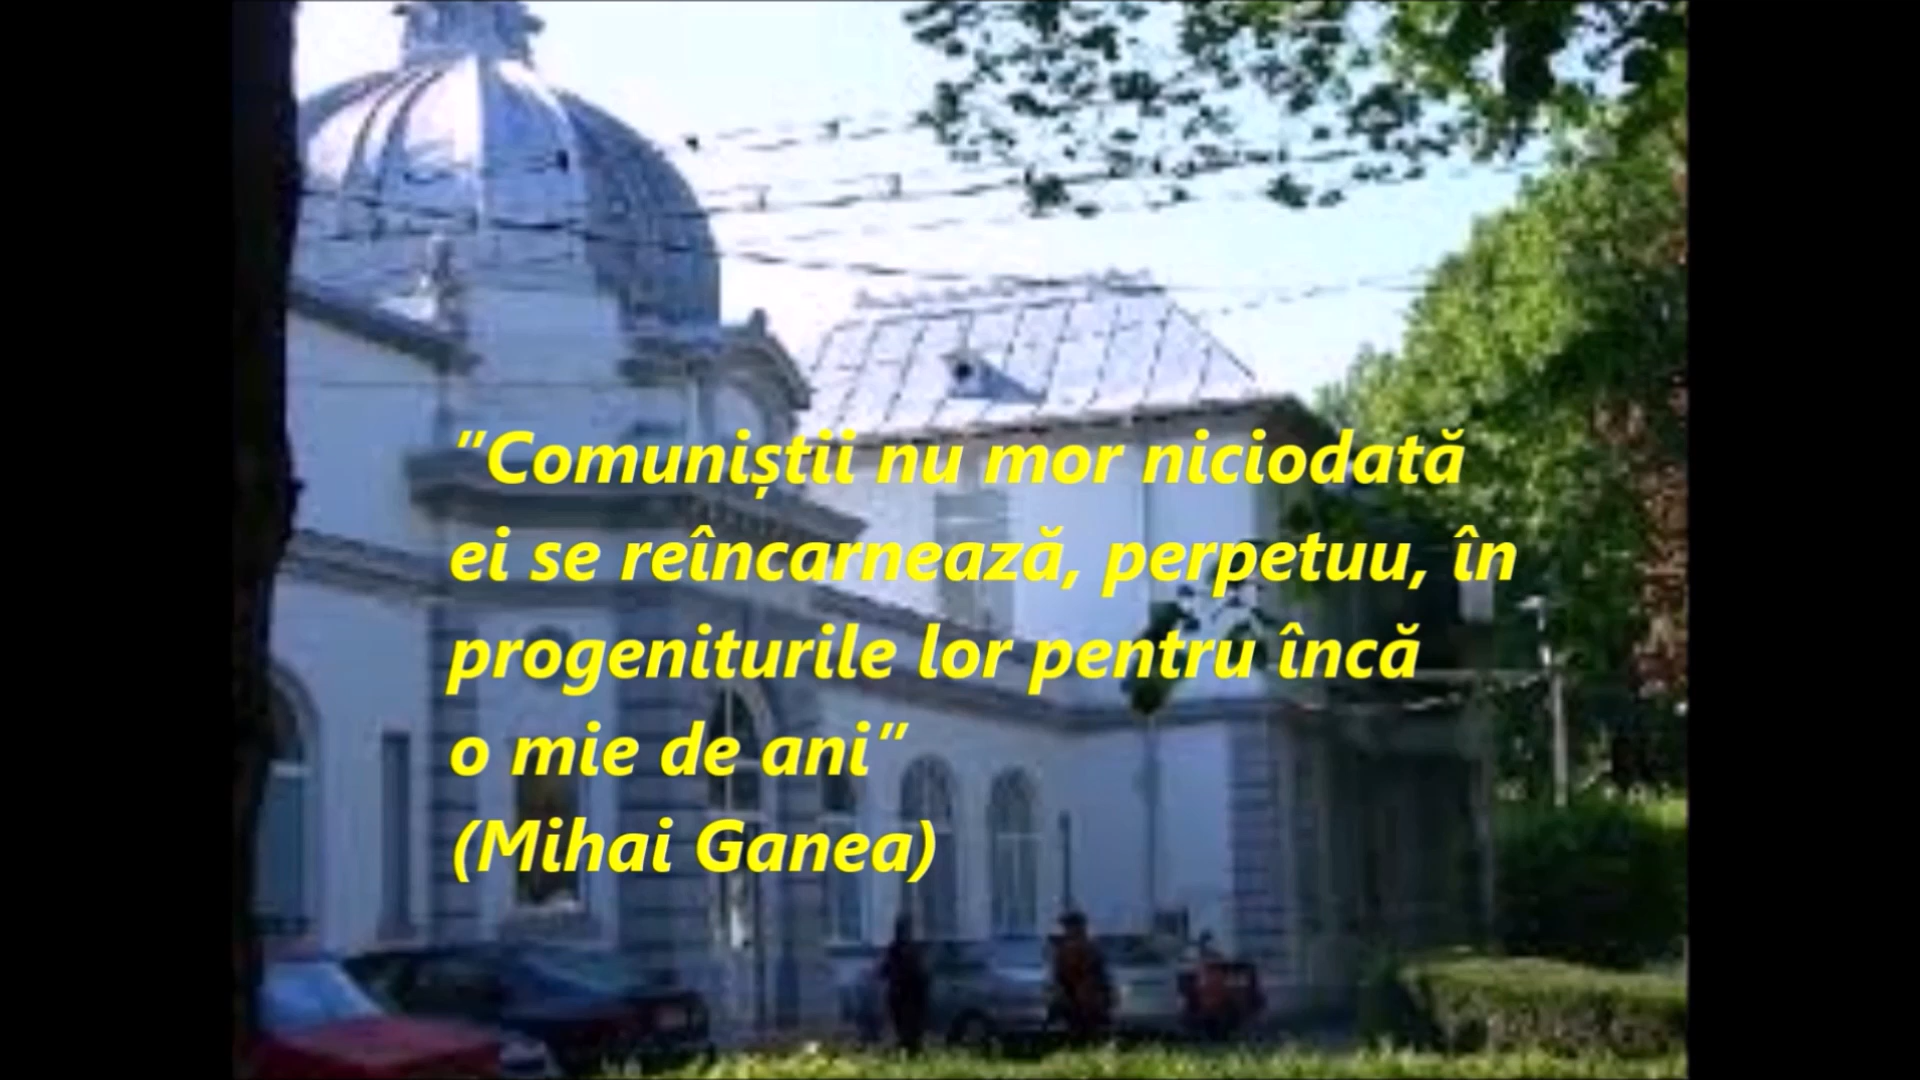 "Comuniștii nu mor niciodată
ei se reîncarnează, perpetuu, în
progeniturile lor pentru încă
o mie de ani"
(Mihai Ganea)